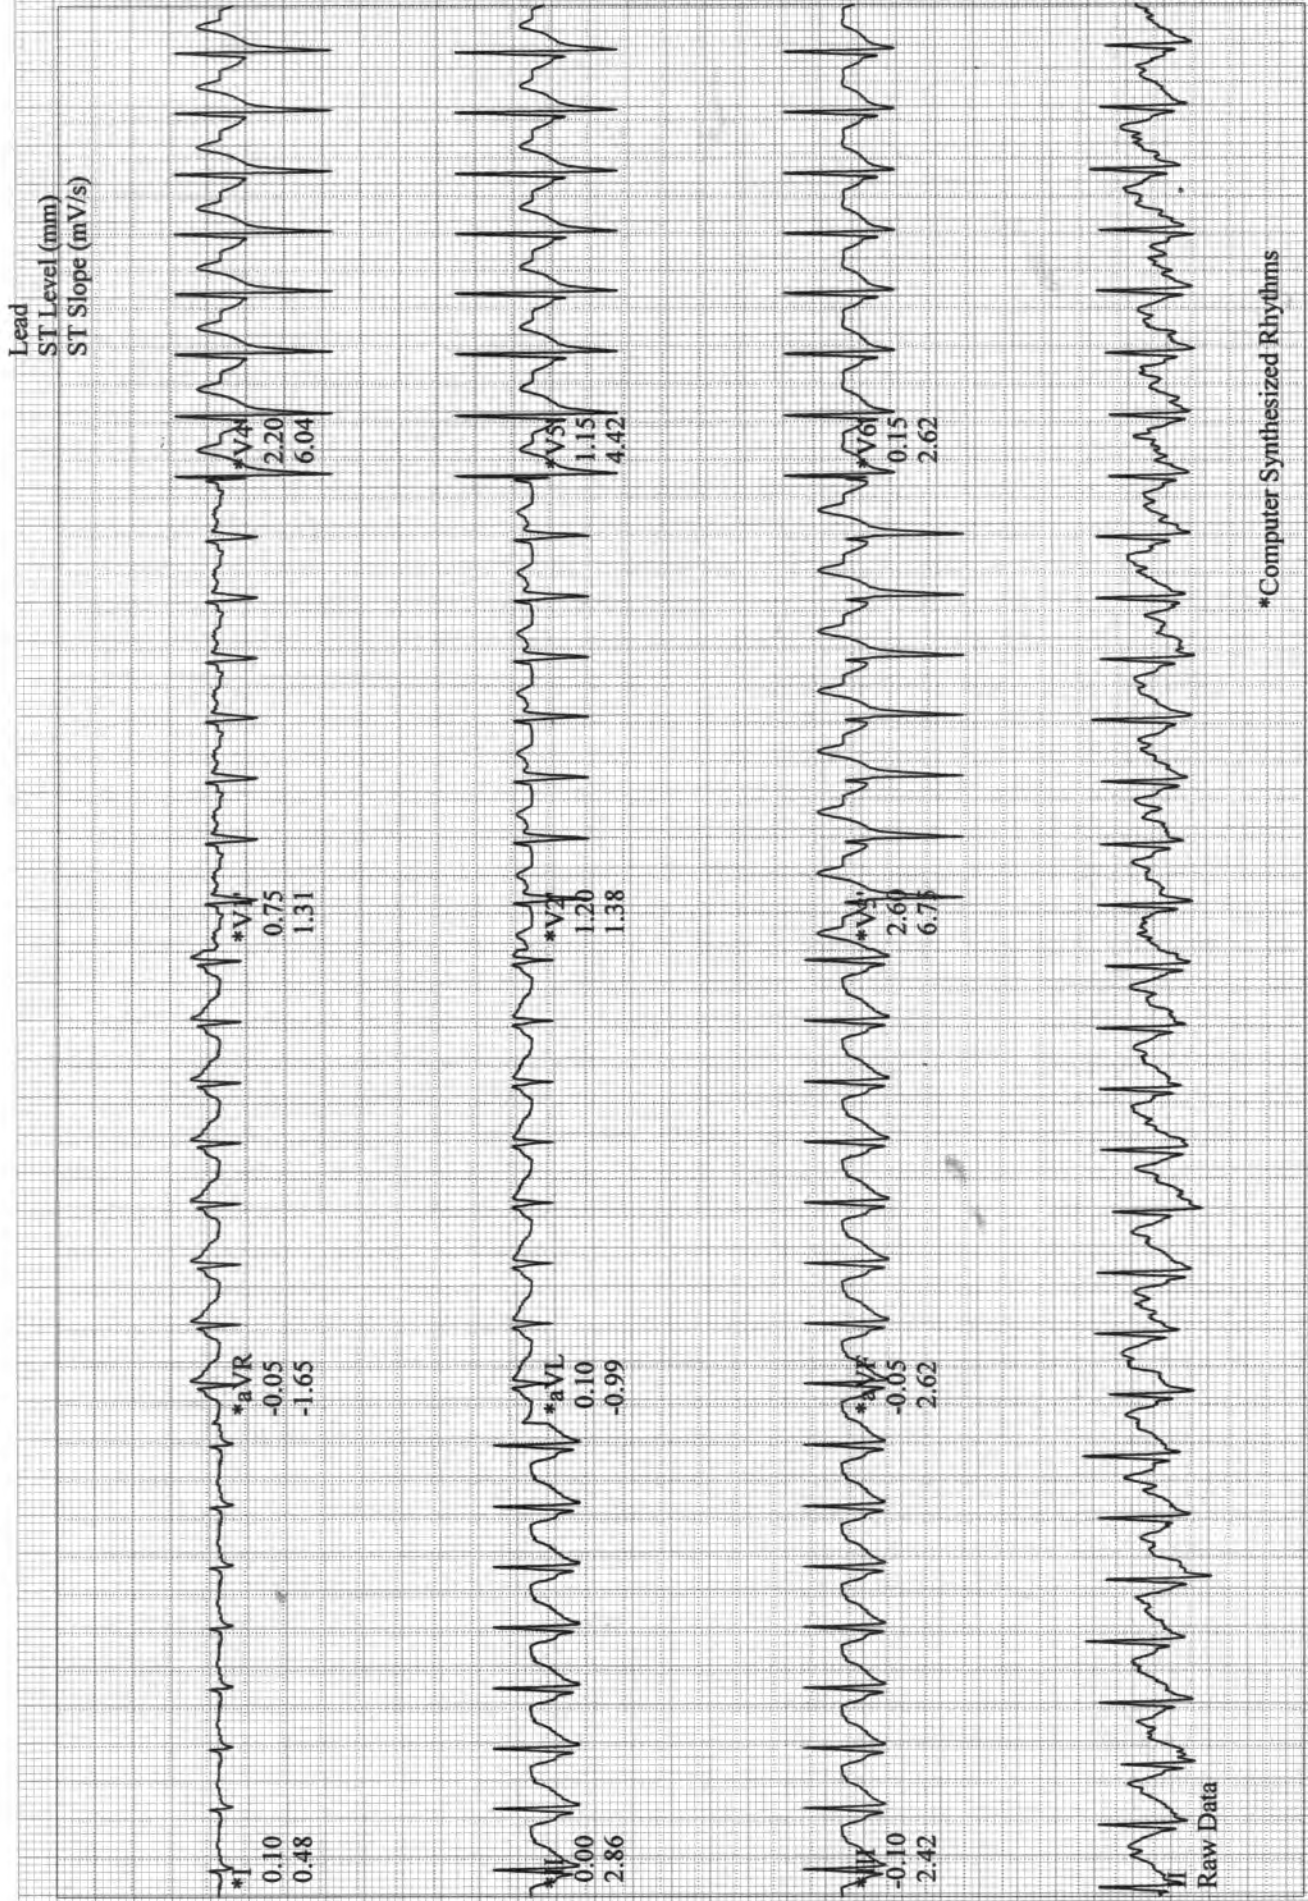 Lead
ST Level (mm)
ST Slope (mV/s)
*I
0.10
0.48
*aVR
-0.05
-1.65
*V1
0.75
1.31
*V4
2.20
6.04
*II
0.00
2.86
*aVL
0.10
-0.99
*V2
1.20
1.38
*V5
1.15
4.42
*III
-0.10
2.42
*aVF
-0.05
2.62
*V3
2.60
6.75
*V6
0.15
2.62
II
Raw Data
*Computer Synthesized Rhythms